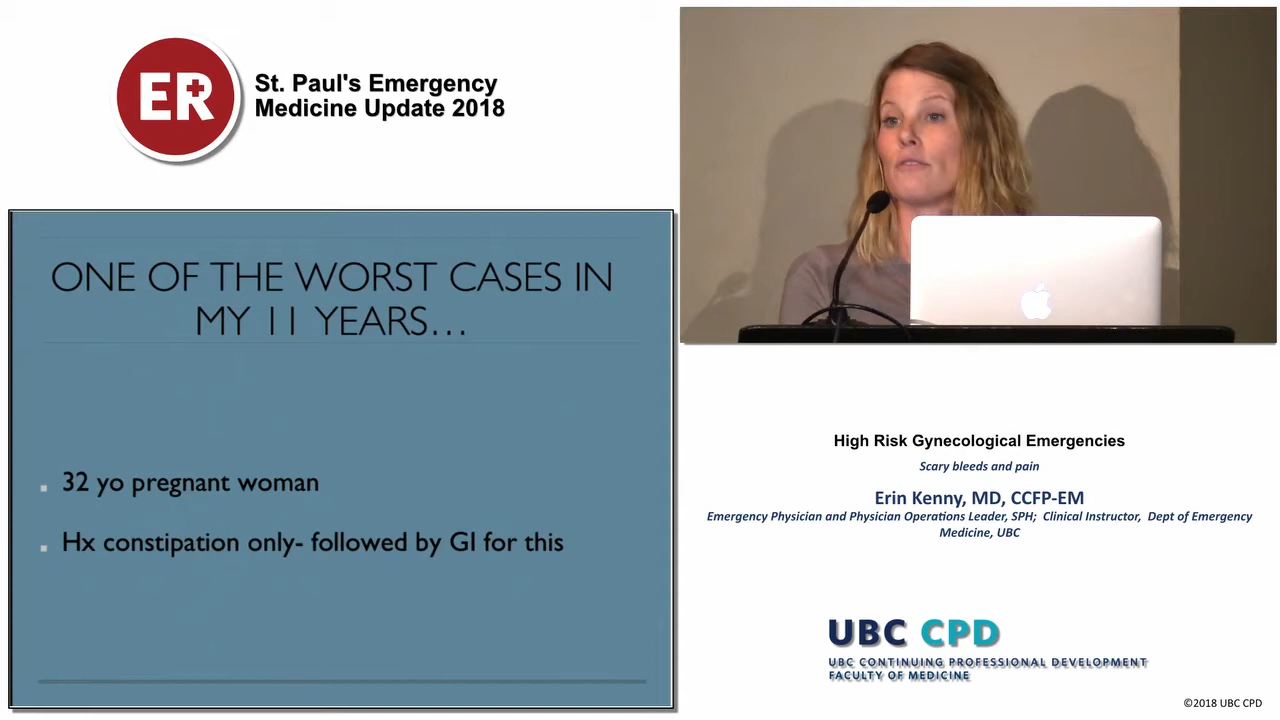 ER
St. Paul's Emergency
Medicine Update 2018
ONE OF THE WORST CASES IN
MY 11 YEARS...
32 yo pregnant woman
Hx constipation only- followed by GI for this
High Risk Gynecological Emergencies
Scary bleeds and pain
Erin Kenny, MD, CCFP-EM
Emergency Physician and Physician Operations Leader, SPH; Clinical Instructor, Dept of Emergency
Medicine, UBC
UBC CPD
UBC CONTINUING PROFESSIONAL DEVELOPMENT
FACULTY OF MEDICINE
©2018 UBC CPD